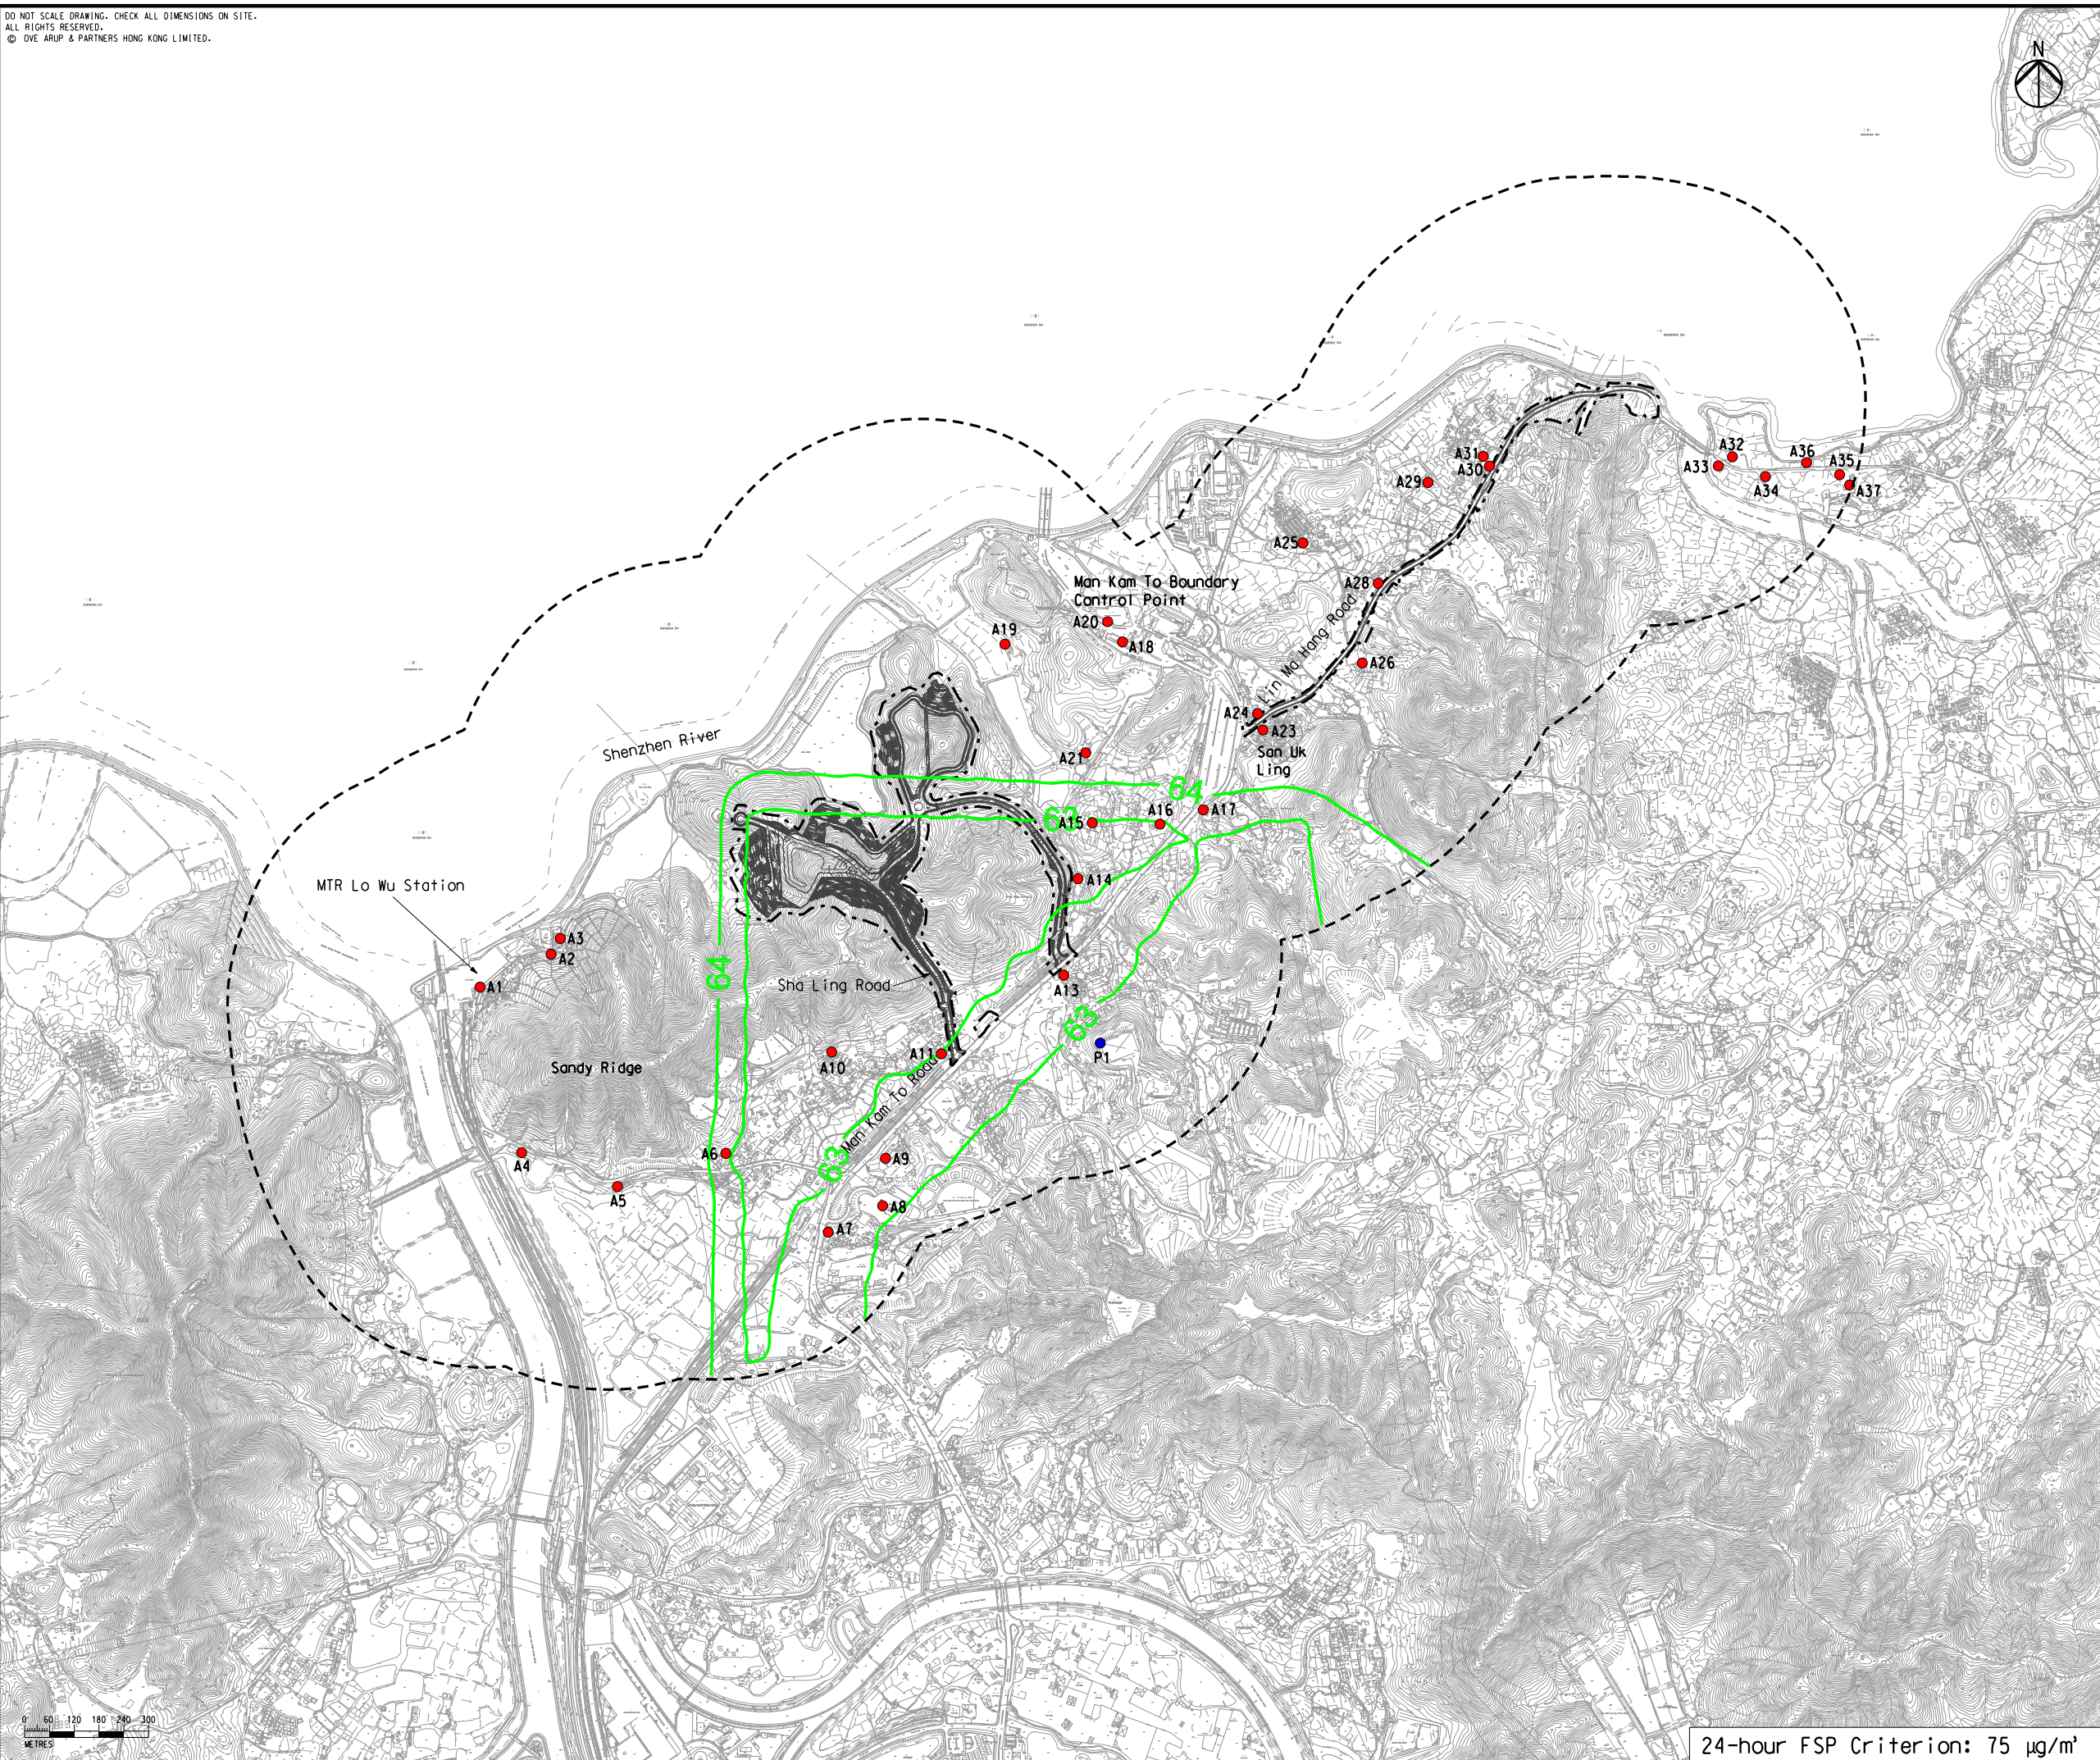 DO NOT SCALE DRAWING. CHECK ALL DIMENSIONS ON SITE.
ALL RIGHTS RESERVED.
© OVE ARUP & PARTNERS HONG KONG LIMITED.
N
A32
A36
A31
A33
A35
A30
A29
A34
A37
A25
Man Kam To Boundary
Control Point
A28
A20
A19
A18
Lin Ma Hang Road
A26
A24
A23
Shenzhen River
San Uk
Ling
A21
64
A16
A17
63
A15
MTR Lo Wu Station
A14
A3
A2
64
A1
Sha Ling Road
A13
63
A11
P1
Sandy Ridge
A10
Man Kam To Road
A6
A9
63
A4
A5
A8
A7
0 60 120 180 240 300
METRES
24-hour FSP Criterion: 75 µg/m³